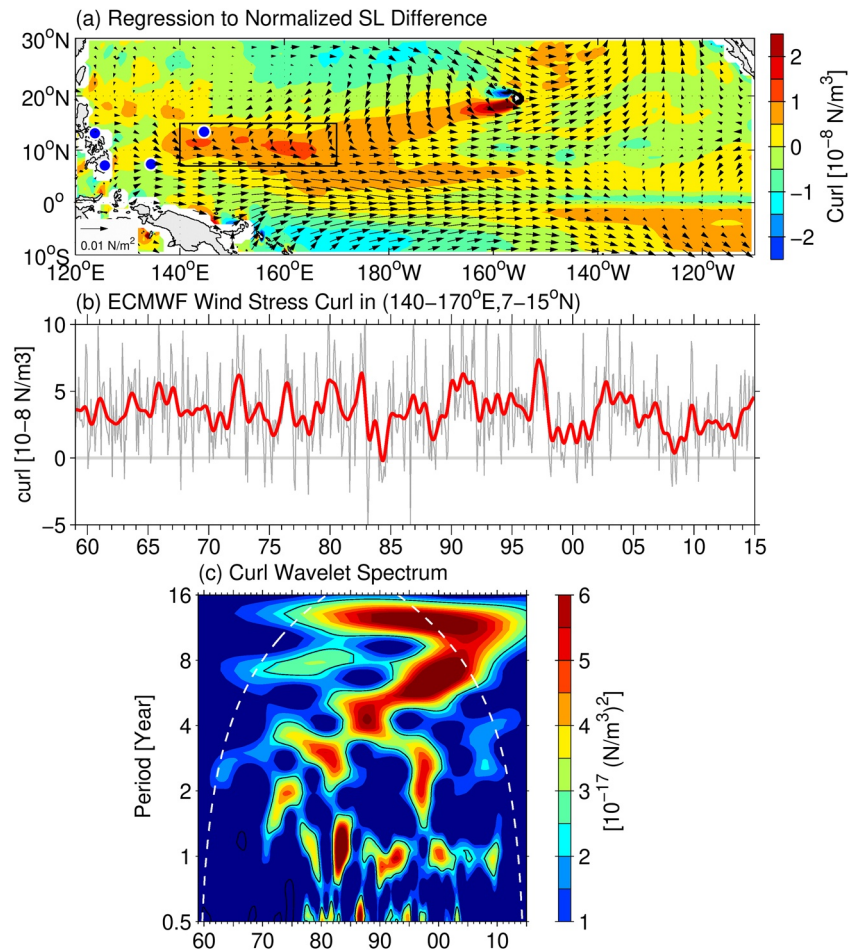 (a) Regression to Normalized SL Difference
30°N
20°N
10°N
0°
10°S
0.01 N/m²
120°E 140°E 160°E 180°W 160°W 140°W 120°W
2
1
0
−1
−2
Curl [10⁻⁸ N/m³]
(b) ECMWF Wind Stress Curl in (140−170°E,7−15°N)
10
5
0
−5
curl [10−8 N/m3]
60 65 70 75 80 85 90 95 00 05 10 15
(c) Curl Wavelet Spectrum
16
8
4
2
1
0.5
Period [Year]
60 70 80 90 00 10
6
5
4
3
2
1
[10⁻¹⁷ (N/m³)²]